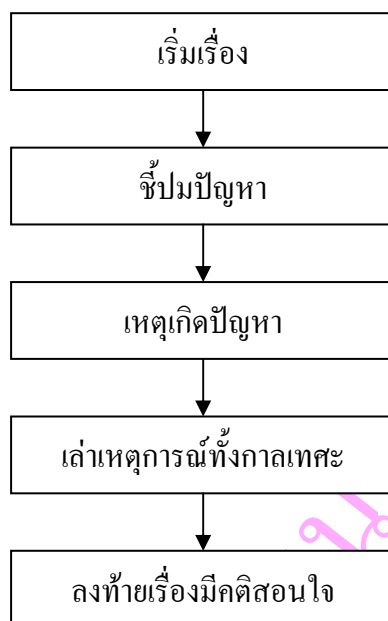 เริ่มเรื่อง
ชี้ปมปัญหา
เหตุเกิดปัญหา
เล่าเหตุการณ์ทั้งกาลเทศะ
ลงท้ายเรื่องมีคติสอนใจ